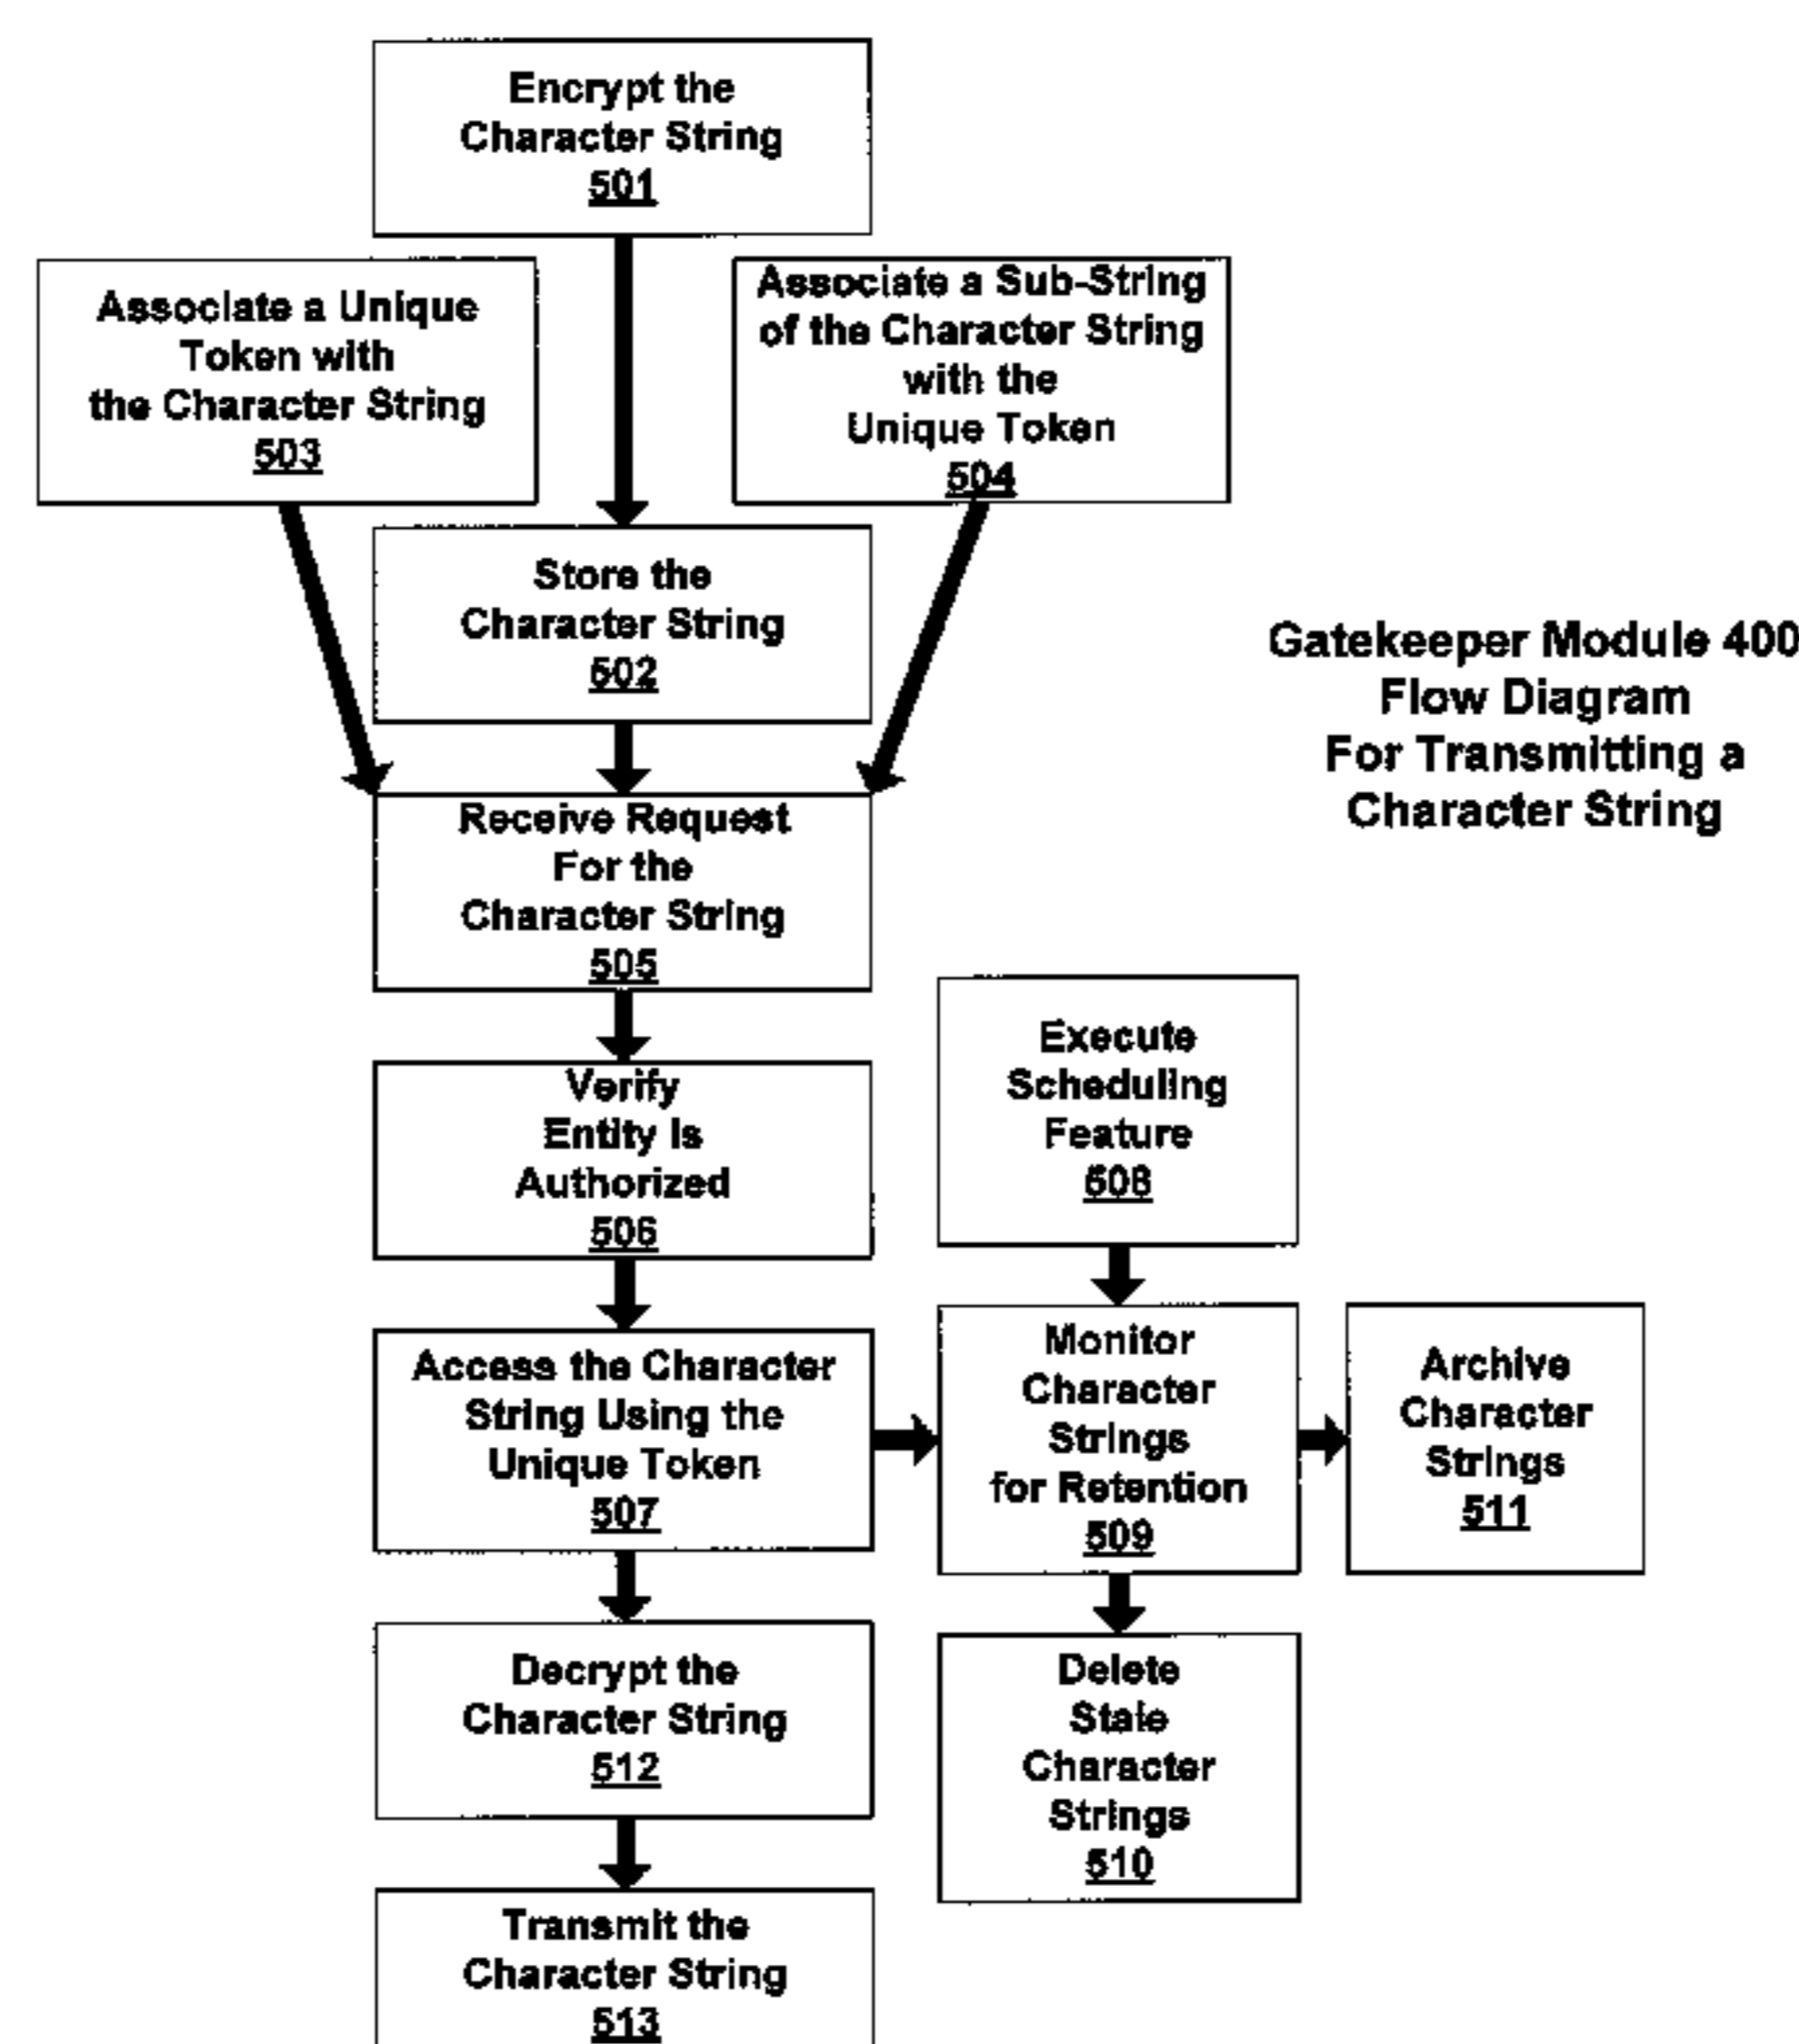 Encrypt the
Character String
501
Associate a Unique
Token with
the Character String
503
Associate a Sub-String
of the Character String
with the
Unique Token
504
Store the
Character String
502
Gatekeeper Module 400
Flow Diagram
For Transmitting a
Character String
Receive Request
For the
Character String
505
Verify
Entity is
Authorized
506
Execute
Scheduling
Feature
508
Access the Character
String Using the
Unique Token
507
Monitor
Character
Strings
for Retention
509
Archive
Character
Strings
511
Decrypt the
Character String
512
Delete
Stale
Character
Strings
510
Transmit the
Character String
513